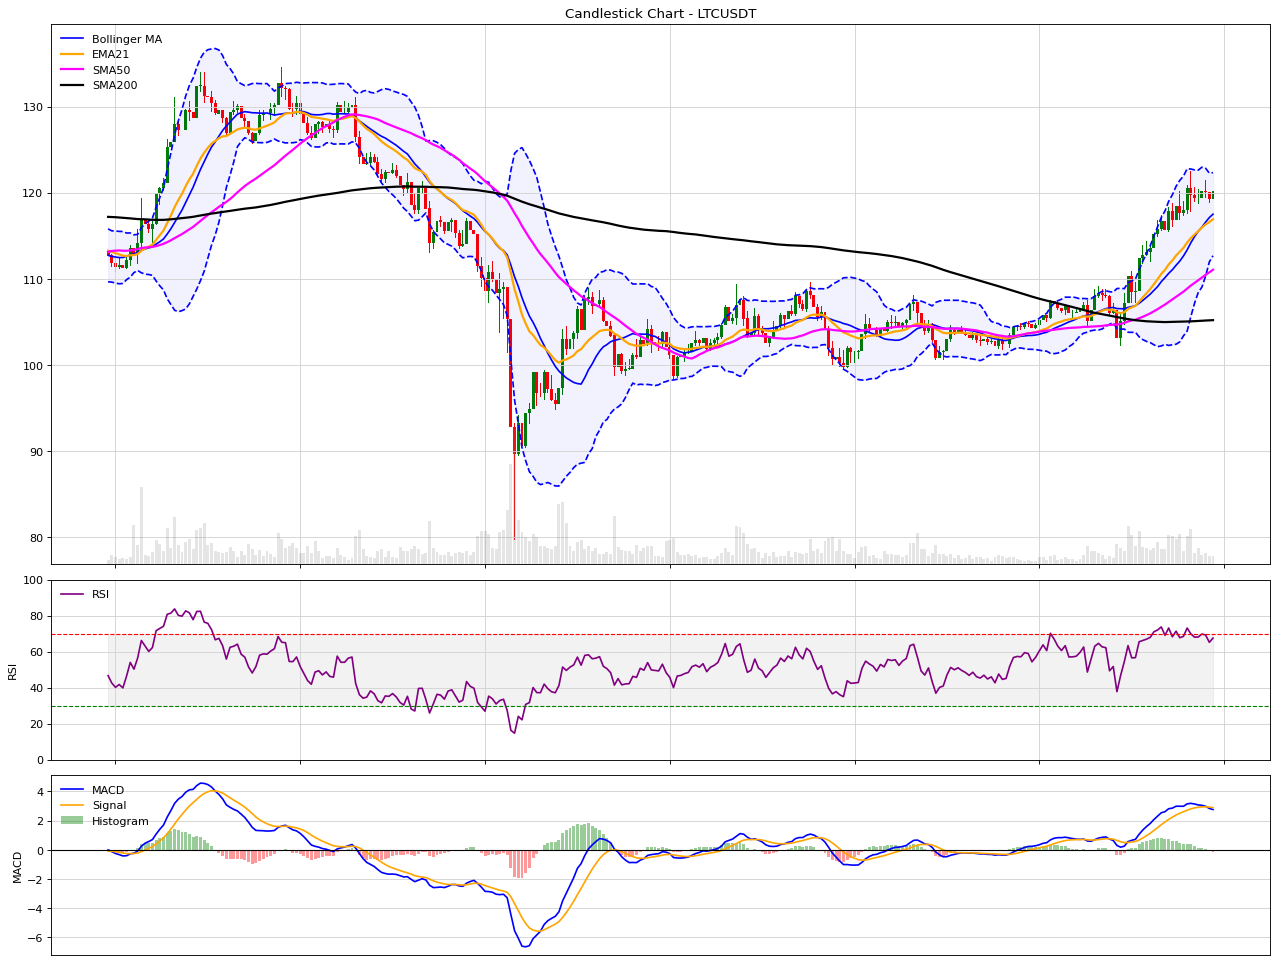 Candlestick Chart - LTCUSDT
Bollinger MA
EMA21
SMA50
SMA200
130
120
110
100
90
80
RSI
100
80
60
40
20
0
RSI
MACD
Signal
Histogram
4
2
0
−2
−4
−6
MACD